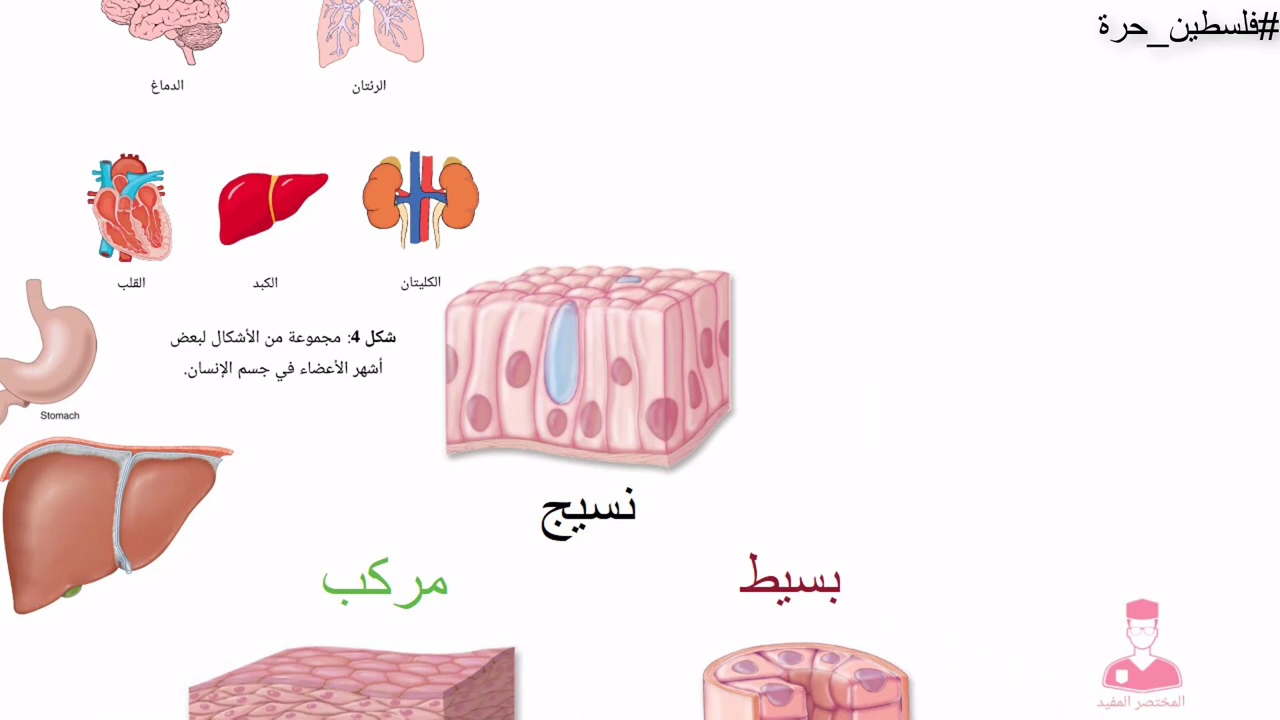 #فلسطين_حرة
الرئتان
الدماغ
الكليتان
الكبد
القلب
شكل 4: مجموعة من الأشكال لبعض
أشهر الأعضاء في جسم الإنسان.
Stomach
نسيج
بسيط
مركب
المختصر المفيد